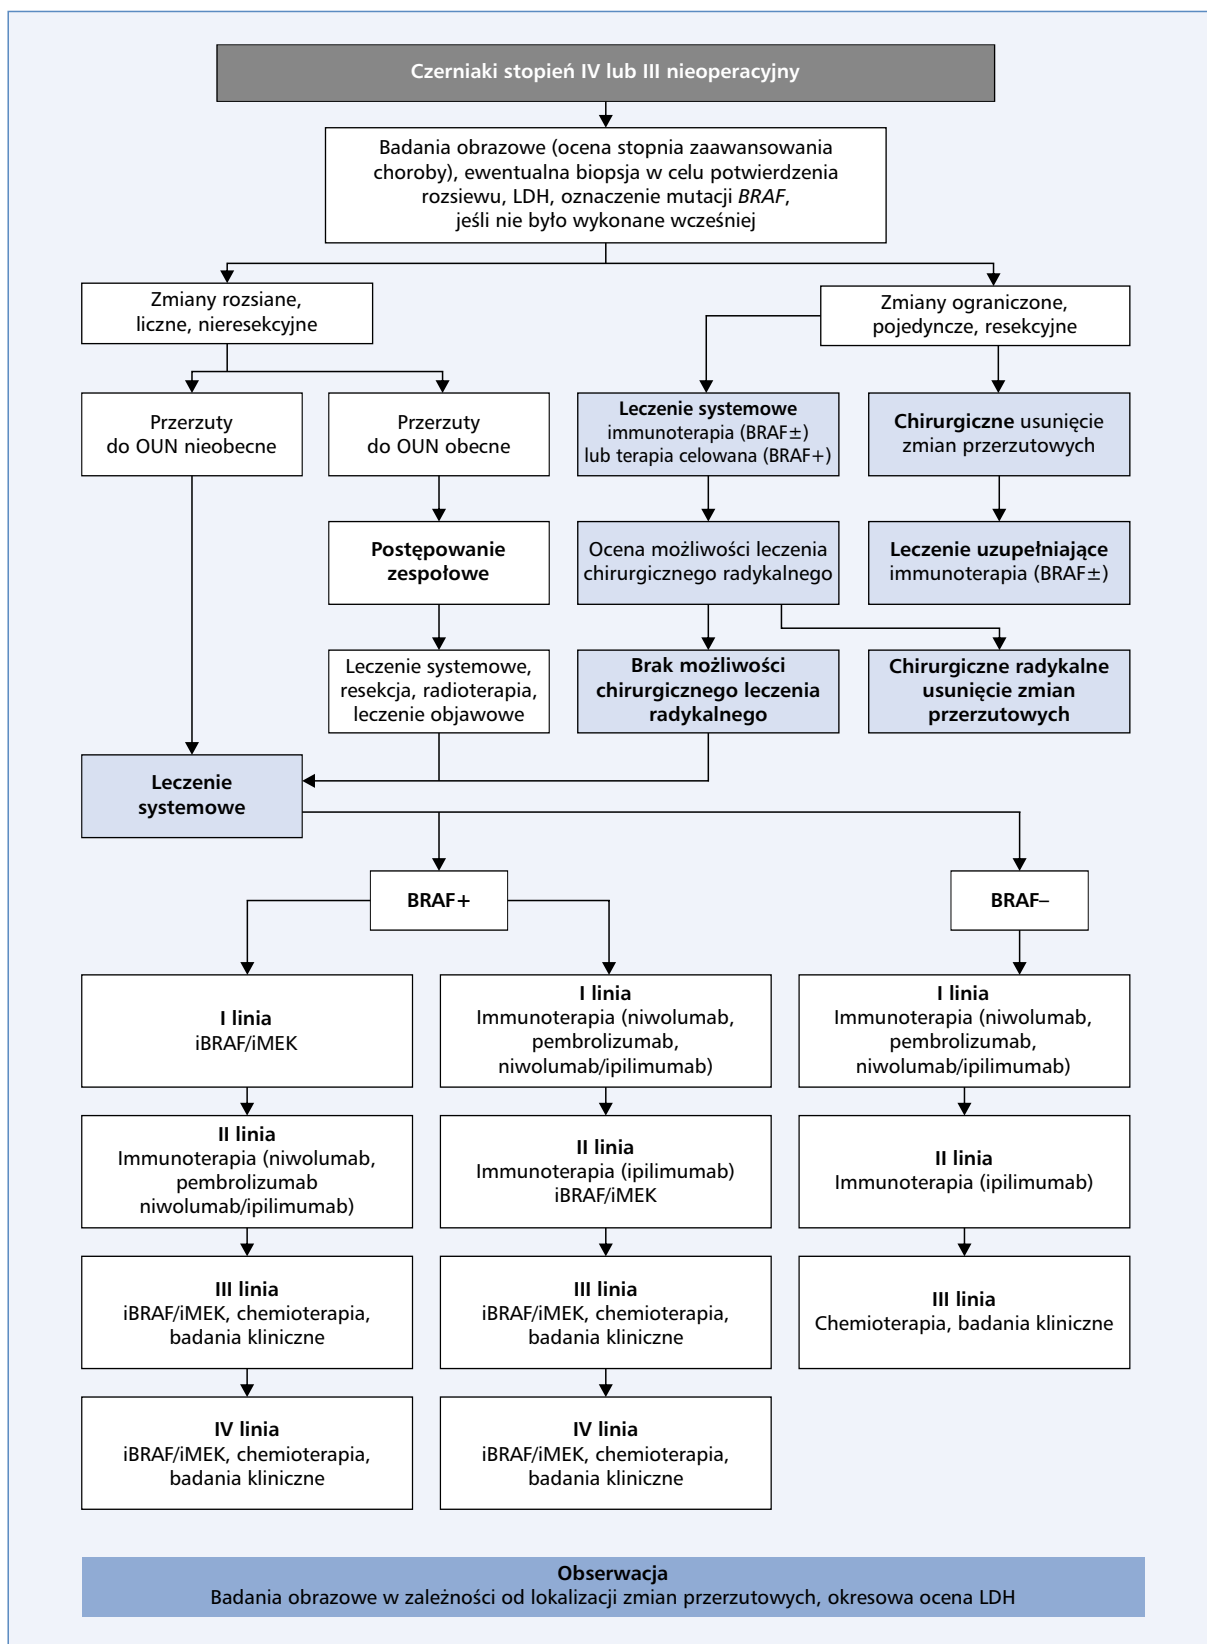 Czerniaki stopień IV lub III nieoperacyjny
Badania obrazowe (ocena stopnia zaawansowania
choroby), ewentualna biopsja w celu potwierdzenia
rozsiewu, LDH, oznaczenie mutacji BRAF,
jeśli nie było wykonane wcześniej
Zmiany rozsiane,
liczne, nieresekcyjne
Zmiany ograniczone,
pojedyncze, resekcyjne
Przerzuty
do OUN nieobecne
Przerzuty
do OUN obecne
Leczenie systemowe
immunoterapia (BRAF±)
lub terapia celowana (BRAF+)
Chirurgiczne usunięcie
zmian przerzutowych
Postępowanie
zespołowe
Ocena możliwości leczenia
chirurgicznego radykalnego
Leczenie uzupełniające
immunoterapia (BRAF±)
Leczenie systemowe,
resekcja, radioterapia,
leczenie objawowe
Brak możliwości
chirurgicznego leczenia
radykalnego
Chirurgiczne radykalne
usunięcie zmian
przerzutowych
Leczenie
systemowe
BRAF+
BRAF–
I linia
iBRAF/iMEK
I linia
Immunoterapia (niwolumab,
pembrolizumab,
niwolumab/ipilimumab)
I linia
Immunoterapia (niwolumab,
pembrolizumab,
niwolumab/ipilimumab)
II linia
Immunoterapia (niwolumab,
pembrolizumab
niwolumab/ipilimumab)
II linia
Immunoterapia (ipilimumab)
iBRAF/iMEK
II linia
Immunoterapia (ipilimumab)
III linia
iBRAF/iMEK, chemioterapia,
badania kliniczne
III linia
iBRAF/iMEK, chemioterapia,
badania kliniczne
III linia
Chemioterapia, badania kliniczne
IV linia
iBRAF/iMEK, chemioterapia,
badania kliniczne
IV linia
iBRAF/iMEK, chemioterapia,
badania kliniczne
Obserwacja
Badania obrazowe w zależności od lokalizacji zmian przerzutowych, okresowa ocena LDH